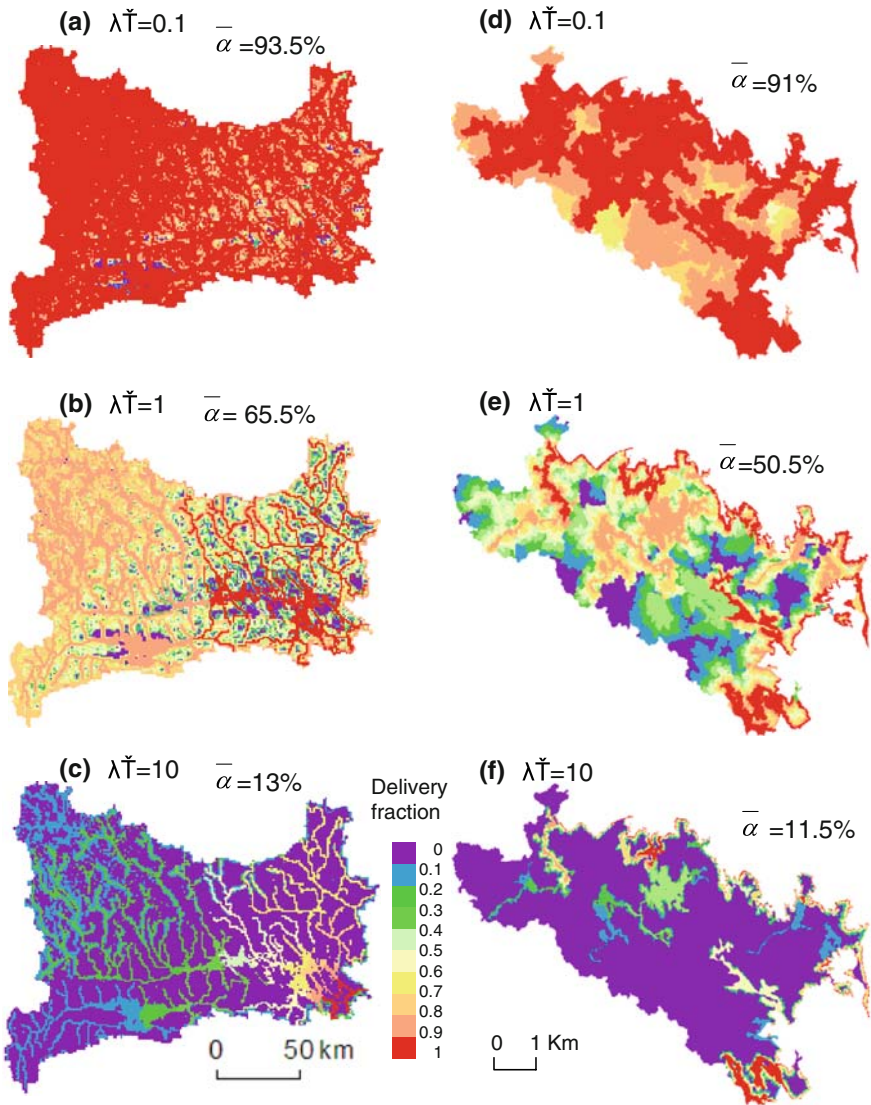 (a) λŤ=0.1
α̅ =93.5%
(d) λŤ=0.1
α̅ =91%
(b) λŤ=1 α̅ = 65.5%
(e) λŤ=1
α̅ =50.5%
(c) λŤ=10 α̅ =13%
Delivery
fraction
0
0.1
0.2
0.3
0.4
0.5
0.6
0.7
0.8
0.9
1
0 50 km
(f) λŤ=10
α̅ =11.5%
0 1 Km